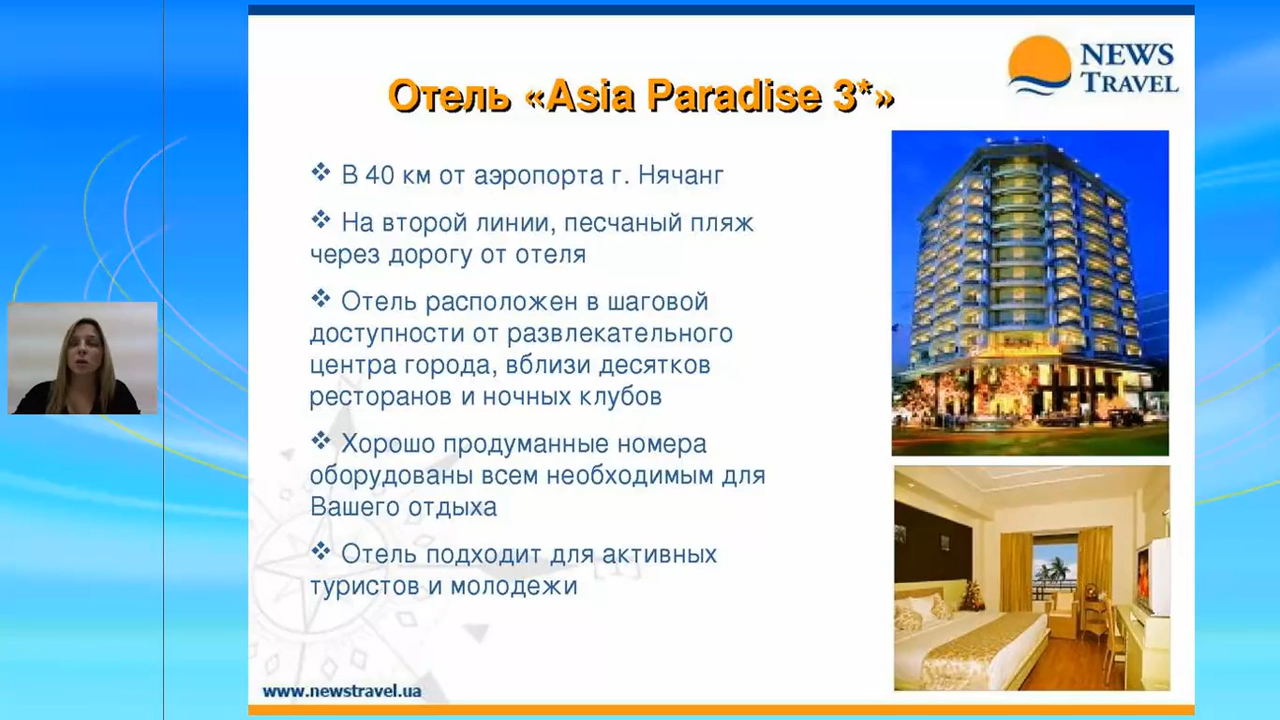 NEWS
TRAVEL
Отель «Asia Paradise 3*»
В 40 км от аэропорта г. Нячанг
На второй линии, песчаный пляж
через дорогу от отеля
Отель расположен в шаговой
доступности от развлекательного
центра города, вблизи десятков
ресторанов и ночных клубов
Хорошо продуманные номера
оборудованы всем необходимым для
Вашего отдыха
Отель подходит для активных
туристов и молодежи
www.newstravel.ua